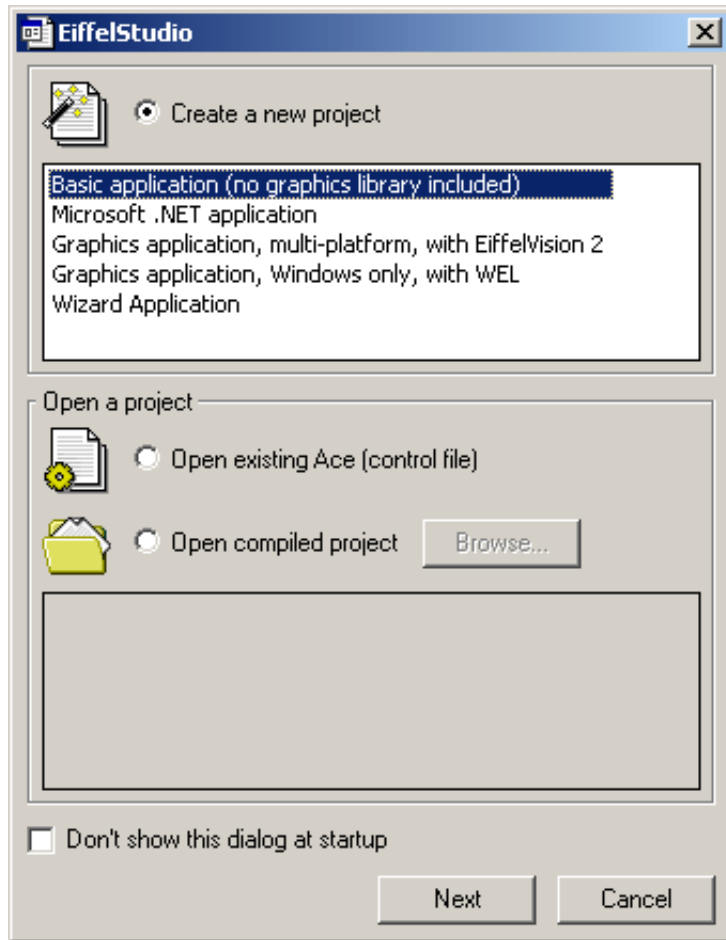 EiffelStudio
Create a new project
Basic application (no graphics library included)
Microsoft .NET application
Graphics application, multi-platform, with EiffelVision 2
Graphics application, Windows only, with WEL
Wizard Application
Open a project
Open existing Ace (control file)
Open compiled project Browse...
Don't show this dialog at startup
Next Cancel